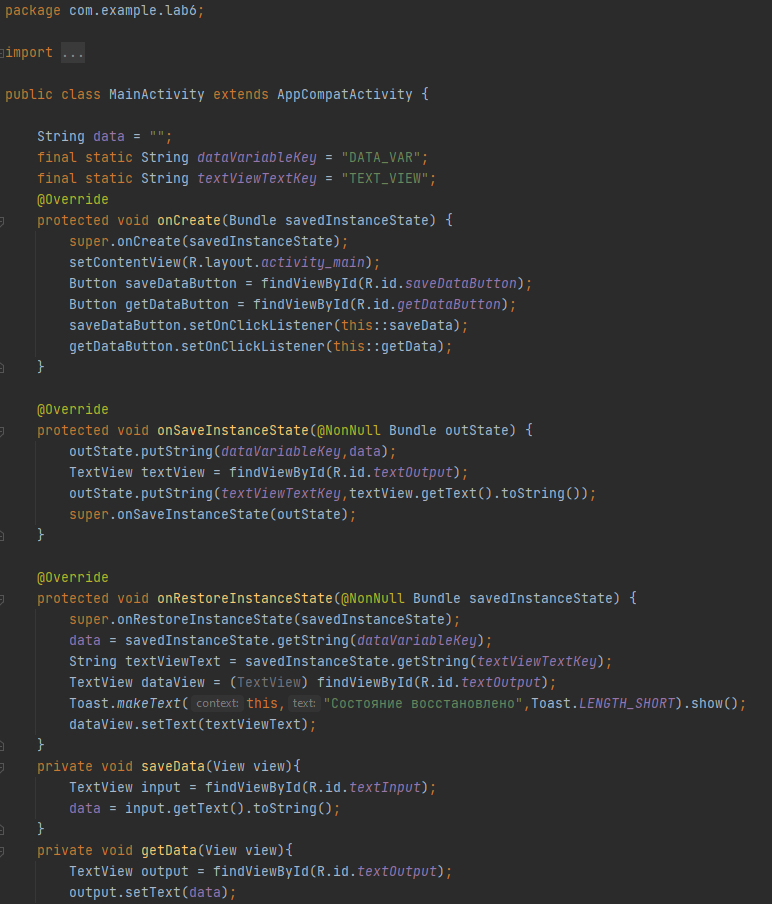 package com.example.lab6;
import ...
public class MainActivity extends AppCompatActivity {
String data = "";
final static String dataVariableKey = "DATA_VAR";
final static String textViewTextKey = "TEXT_VIEW";
@Override
protected void onCreate(Bundle savedInstanceState) {
super.onCreate(savedInstanceState);
setContentView(R.layout.activity_main);
Button saveDataButton = findViewById(R.id.saveDataButton);
Button getDataButton = findViewById(R.id.getDataButton);
saveDataButton.setOnClickListener(this::saveData);
getDataButton.setOnClickListener(this::getData);
}
@Override
protected void onSaveInstanceState(@NonNull Bundle outState) {
outState.putString(dataVariableKey,data);
TextView textView = findViewById(R.id.textOutput);
outState.putString(textViewTextKey,textView.getText().toString());
super.onSaveInstanceState(outState);
}
@Override
protected void onRestoreInstanceState(@NonNull Bundle savedInstanceState) {
super.onRestoreInstanceState(savedInstanceState);
data = savedInstanceState.getString(dataVariableKey);
String textViewText = savedInstanceState.getString(textViewTextKey);
TextView dataView = (TextView) findViewById(R.id.textOutput);
Toast.makeText( context: this, text: "Состояние восстановлено",Toast.LENGTH_SHORT).show();
dataView.setText(textViewText);
}
private void saveData(View view){
TextView input = findViewById(R.id.textInput);
data = input.getText().toString();
}
private void getData(View view){
TextView output = findViewById(R.id.textOutput);
output.setText(data);